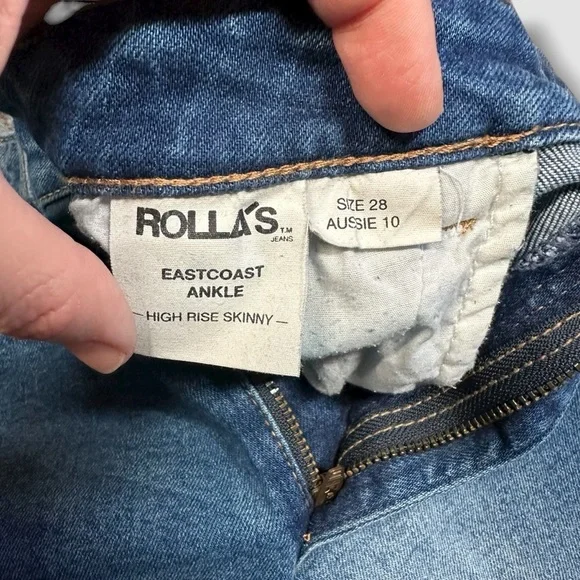 ROLLA'S TM
JEANS
EASTCOAST
ANKLE
- HIGH RISE SKINNY -
SIZE 28
AUSSIE 10